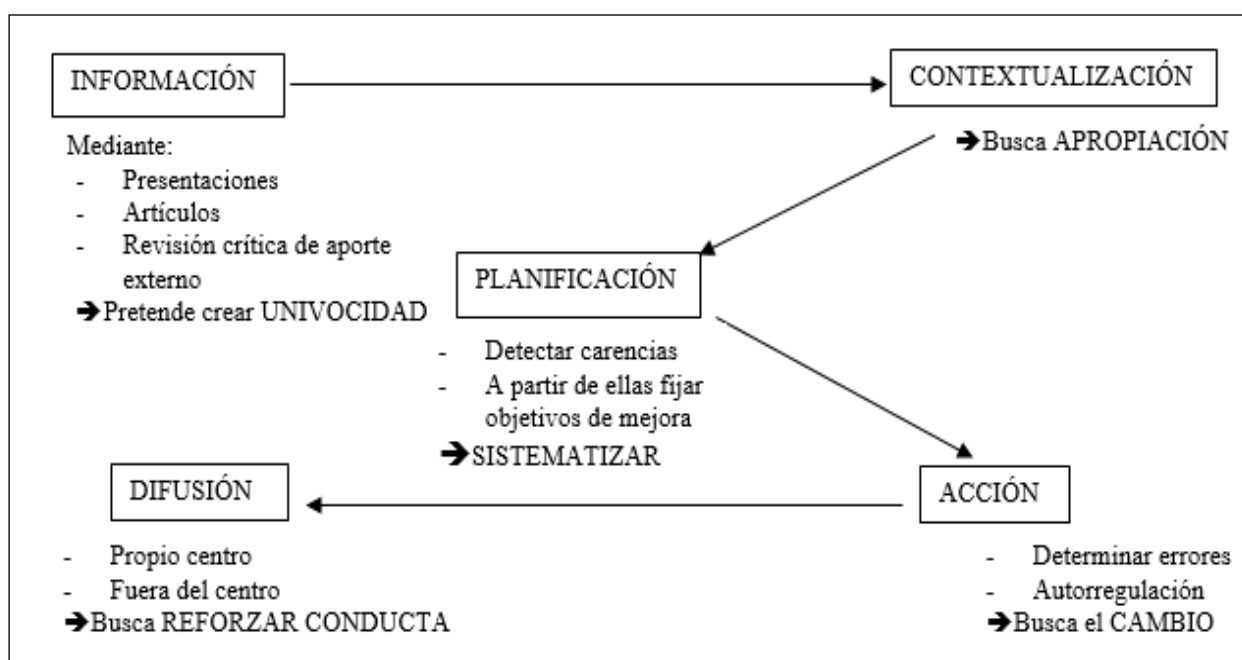 INFORMACIÓN
CONTEXTUALIZACIÓN
Mediante:
- Presentaciones
- Artículos
- Revisión crítica de aporte
externo
➔Pretende crear UNIVOCIDAD
➔Busca APROPIACIÓN
PLANIFICACIÓN
- Detectar carencias
- A partir de ellas fijar
objetivos de mejora
➔SISTEMATIZAR
DIFUSIÓN
ACCIÓN
- Propio centro
- Fuera del centro
➔Busca REFORZAR CONDUCTA
- Determinar errores
- Autorregulación
➔Busca el CAMBIO